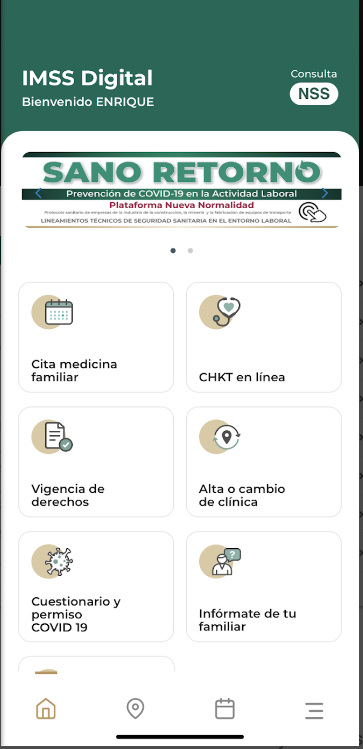 IMSS Digital
Consulta
Bienvenido ENRIQUE
NSS
SANO RETORNO
Prevención de COVID-19 en la Actividad Laboral
Plataforma Nueva Normalidad
Protocolo sanitario de empresas de la industria de la construcción, la minería y la fabricación de equipos de transporte
LINEAMIENTOS TÉCNICOS DE SEGURIDAD SANITARIA EN EL ENTORNO LABORAL
Cita medicina
familiar
CHKT en línea
Vigencia de
derechos
Alta o cambio
de clínica
Cuestionario y
permiso
COVID 19
Infórmate de tu
familiar